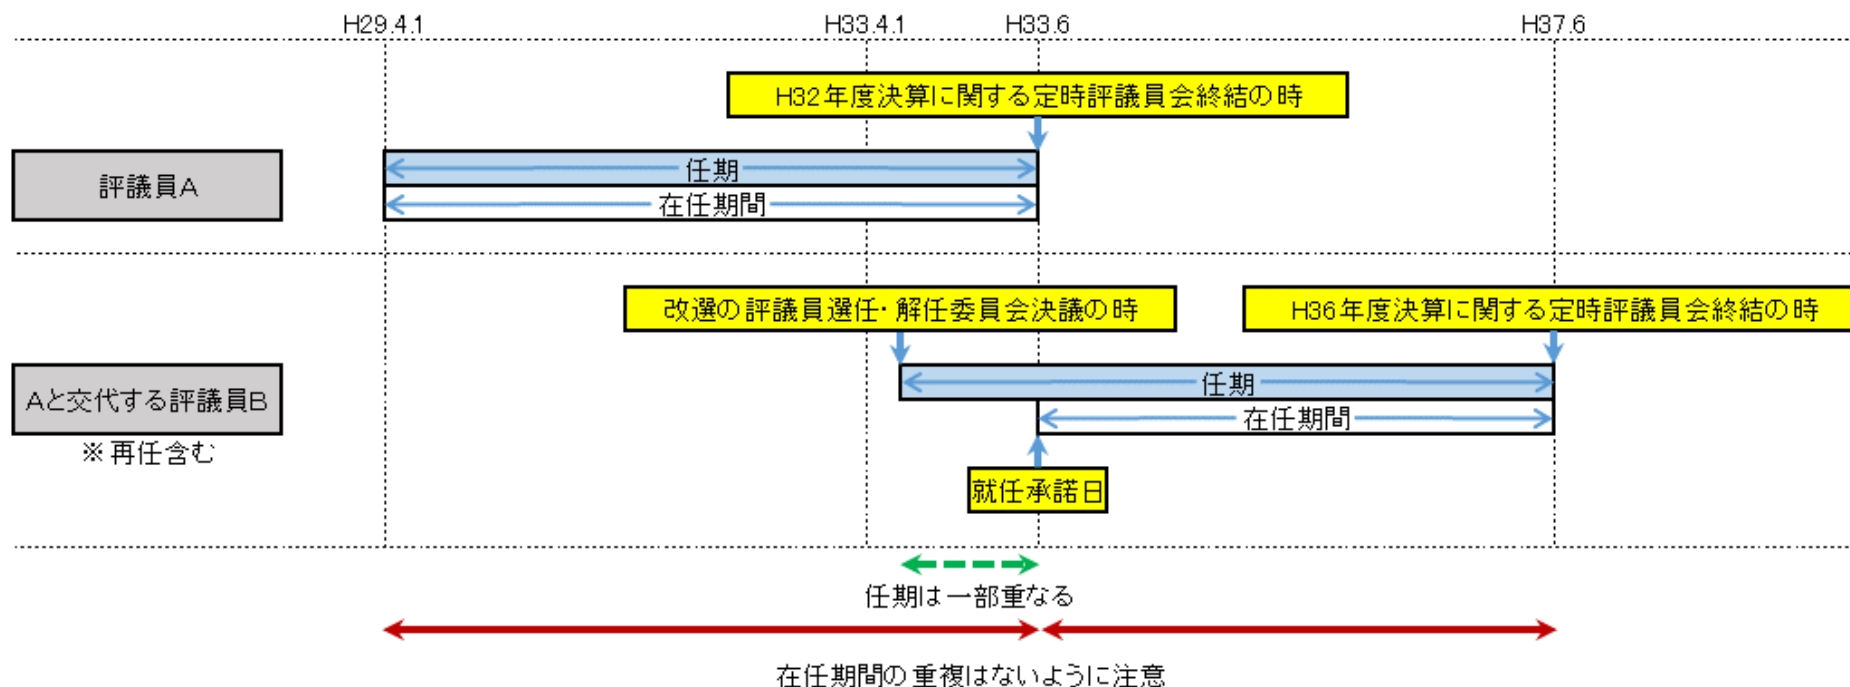 H29.4.1
H33.4.1
H33.6
H37.6
H32年度決算に関する定時評議員会終結の時
評議員A
任期
在任期間
改選の評議員選任・解任委員会決議の時
H36年度決算に関する定時評議員会終結の時
Aと交代する評議員B
※再任含む
任期
在任期間
就任承諾日
任期は一部重なる
在任期間の重複はないように注意